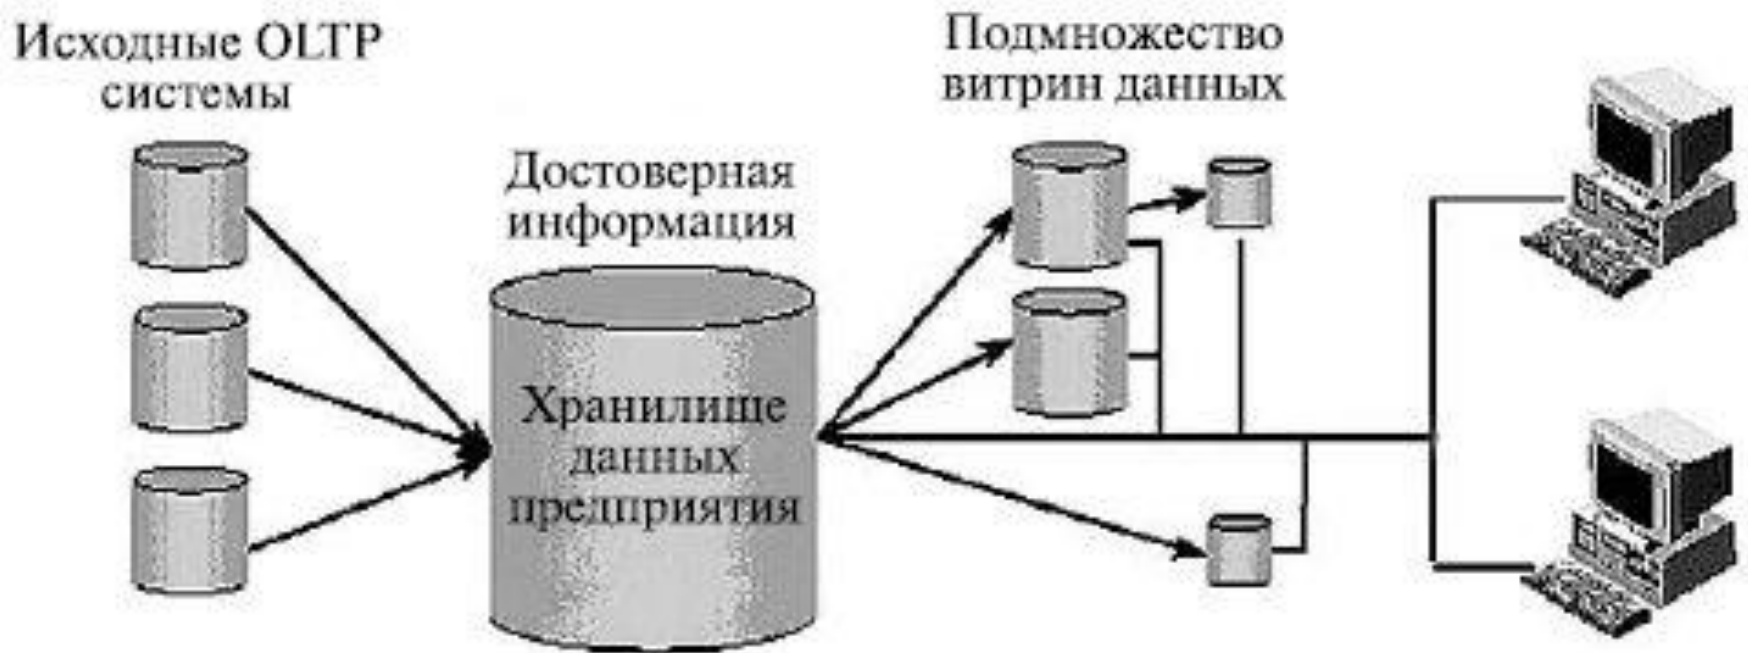 Исходные OLTP
системы
Достоверная
информация
Хранилище
данных
предприятия
Подмножество
витрин данных